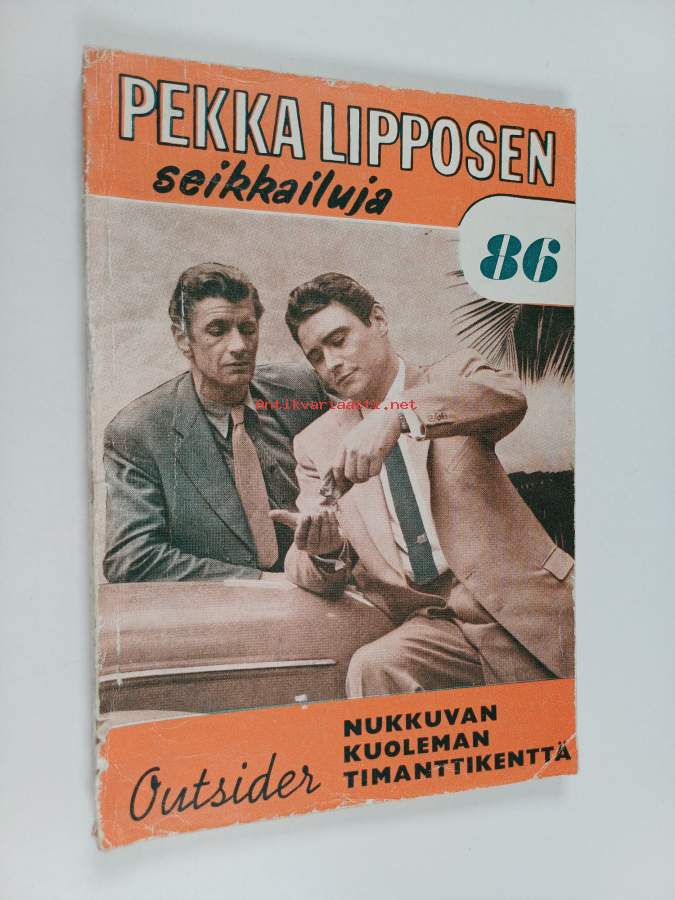 PEKKA LIPPOSEN
seikkailuja
86
Antikvariaatti.net
Outsider
NUKKUVAN
KUOLEMAN
TIMANTTIKENTTÄ